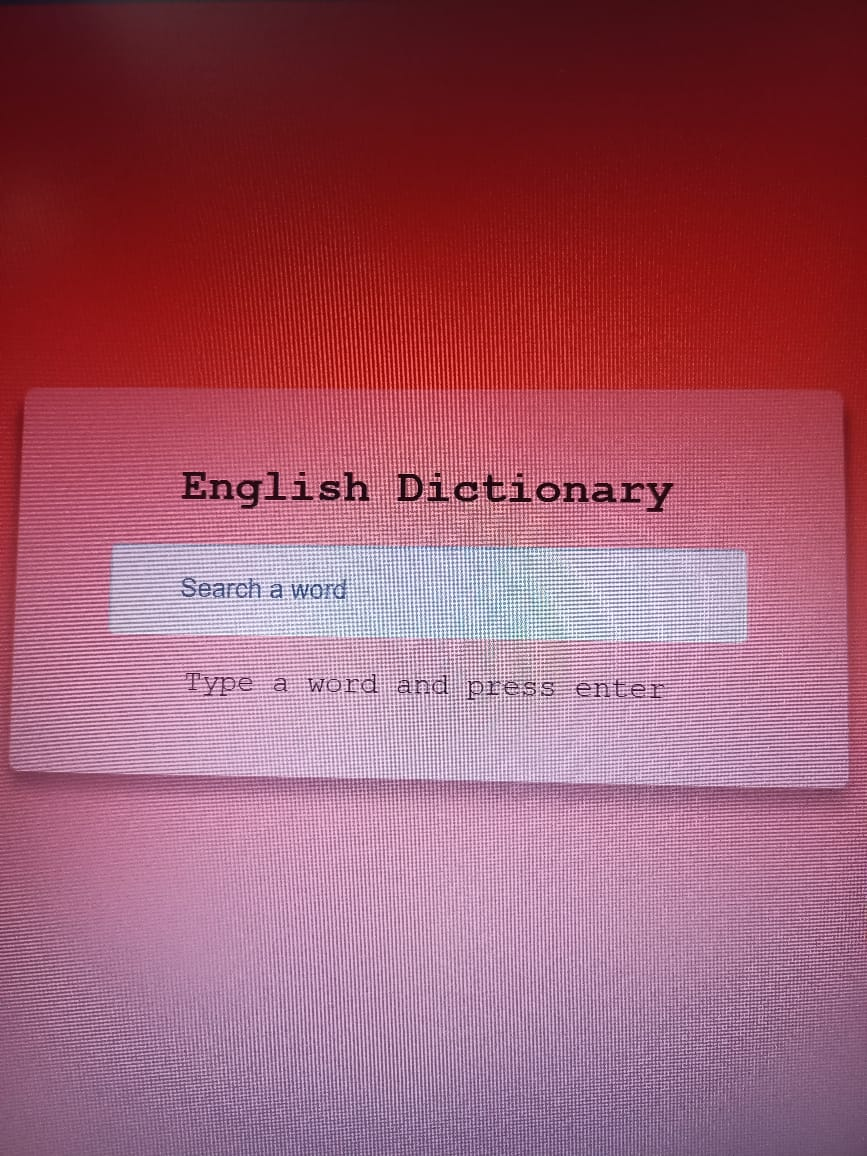 English Dictionary
Search a word
Type a word and press enter